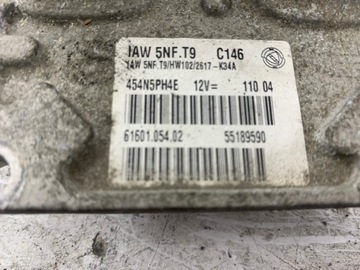 IAW 5NF.T9 C146
IAW 5NF.T9/HW102/2617-K34A
454N5PH4E 12V= 110 04
61601.054.02 55189590